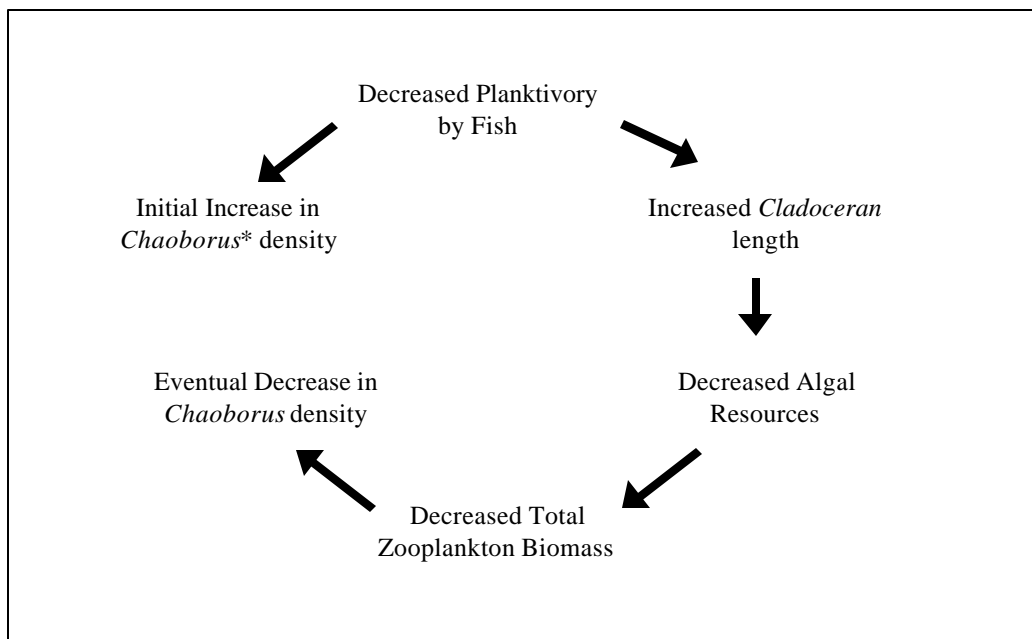 Decreased Planktivory
by Fish
Initial Increase in
Chaoborus* density
Increased Cladoceran
length
Eventual Decrease in
Chaoborus density
Decreased Algal
Resources
Decreased Total
Zooplankton Biomass